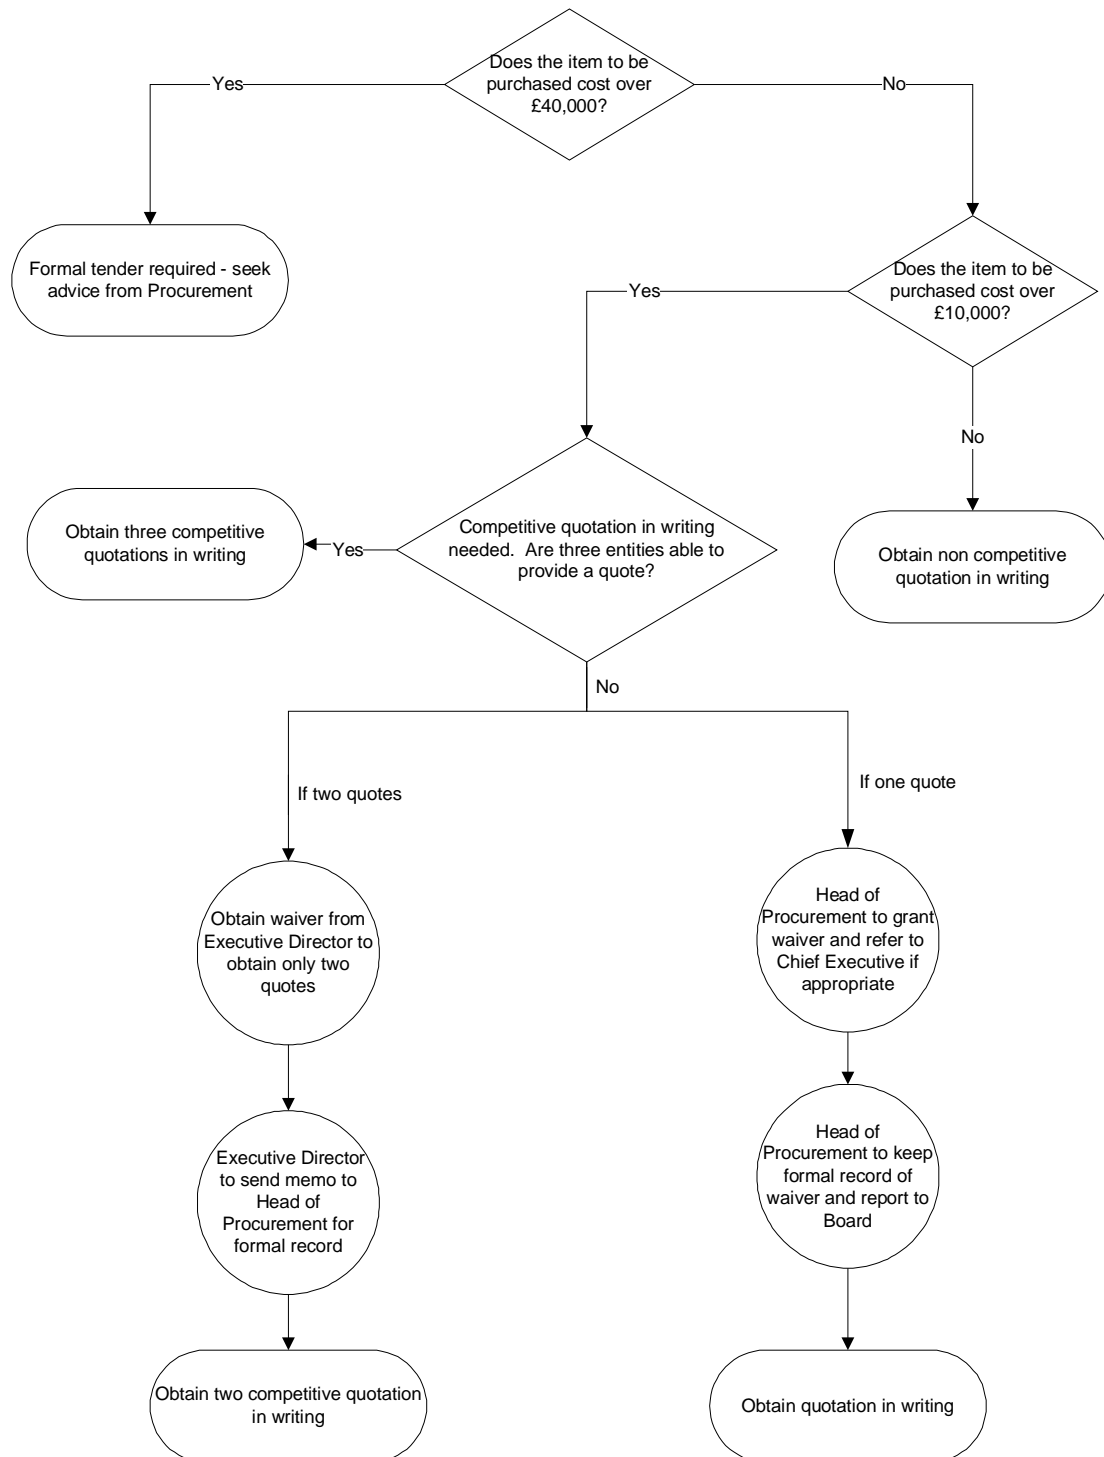 Does the item to be
purchased cost over
£40,000?
Yes
No
Formal tender required - seek
advice from Procurement
Does the item to be
purchased cost over
£10,000?
Yes
No
Obtain three competitive
quotations in writing
Yes
Competitive quotation in writing
needed.  Are three entities able to
provide a quote?
Obtain non competitive
quotation in writing
No
If two quotes
If one quote
Obtain waiver from
Executive Director to
obtain only two
quotes
Head of
Procurement to grant
waiver and refer to
Chief Executive if
appropriate
Executive Director
to send memo to
Head of
Procurement for
formal record
Head of
Procurement to keep
formal record of
waiver and report to
Board
Obtain two competitive quotation
in writing
Obtain quotation in writing